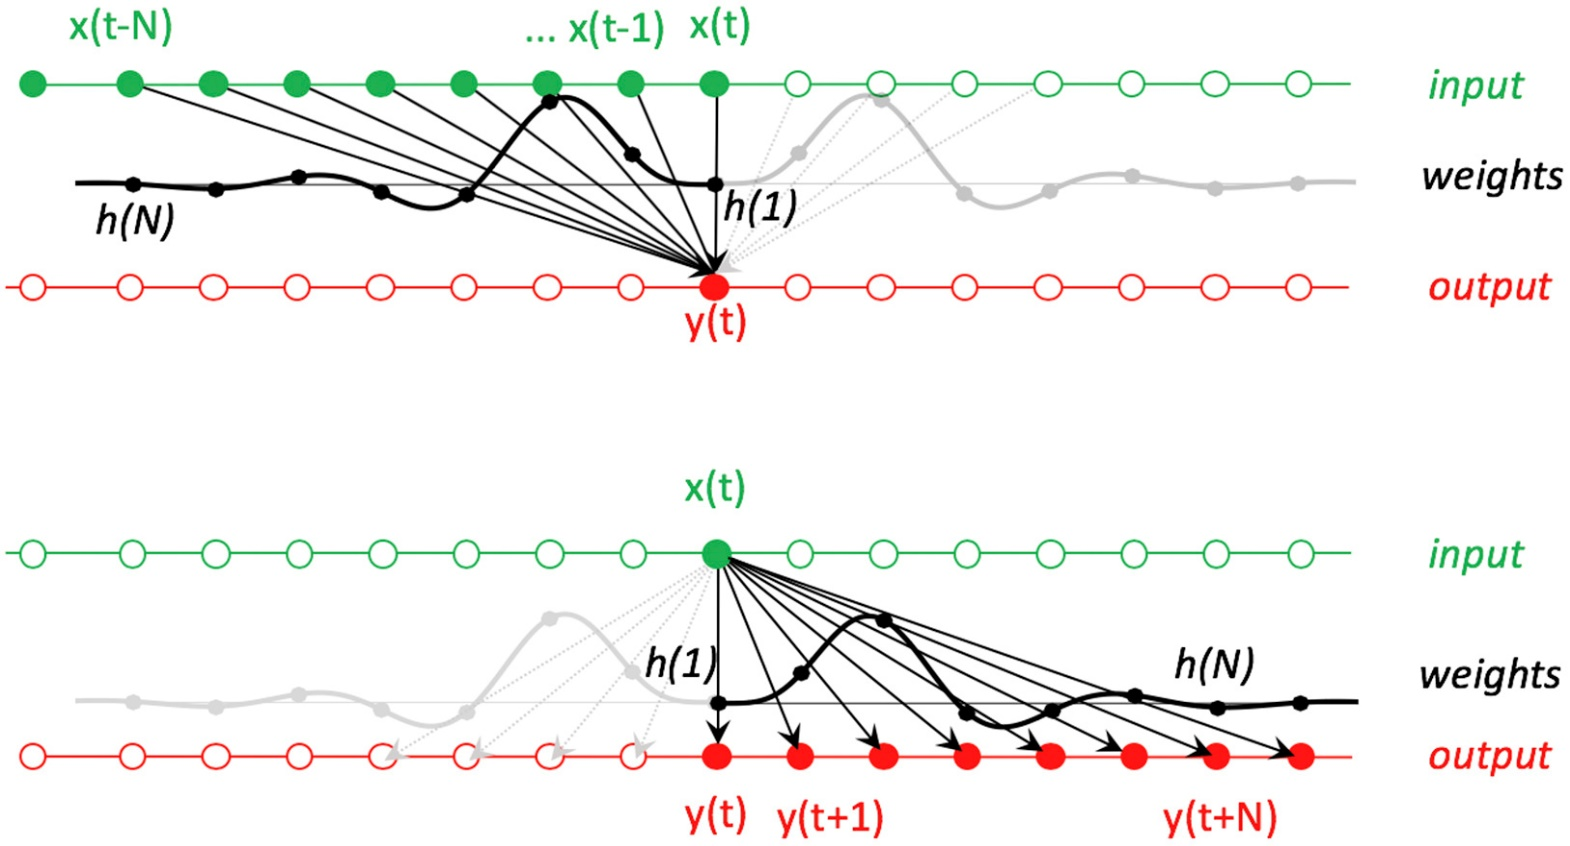 x(t-N) ... x(t-1) x(t)
input
weights
h(N) h(1)
output
y(t)
x(t)
input
h(1) h(N) weights
output
y(t) y(t+1) y(t+N)